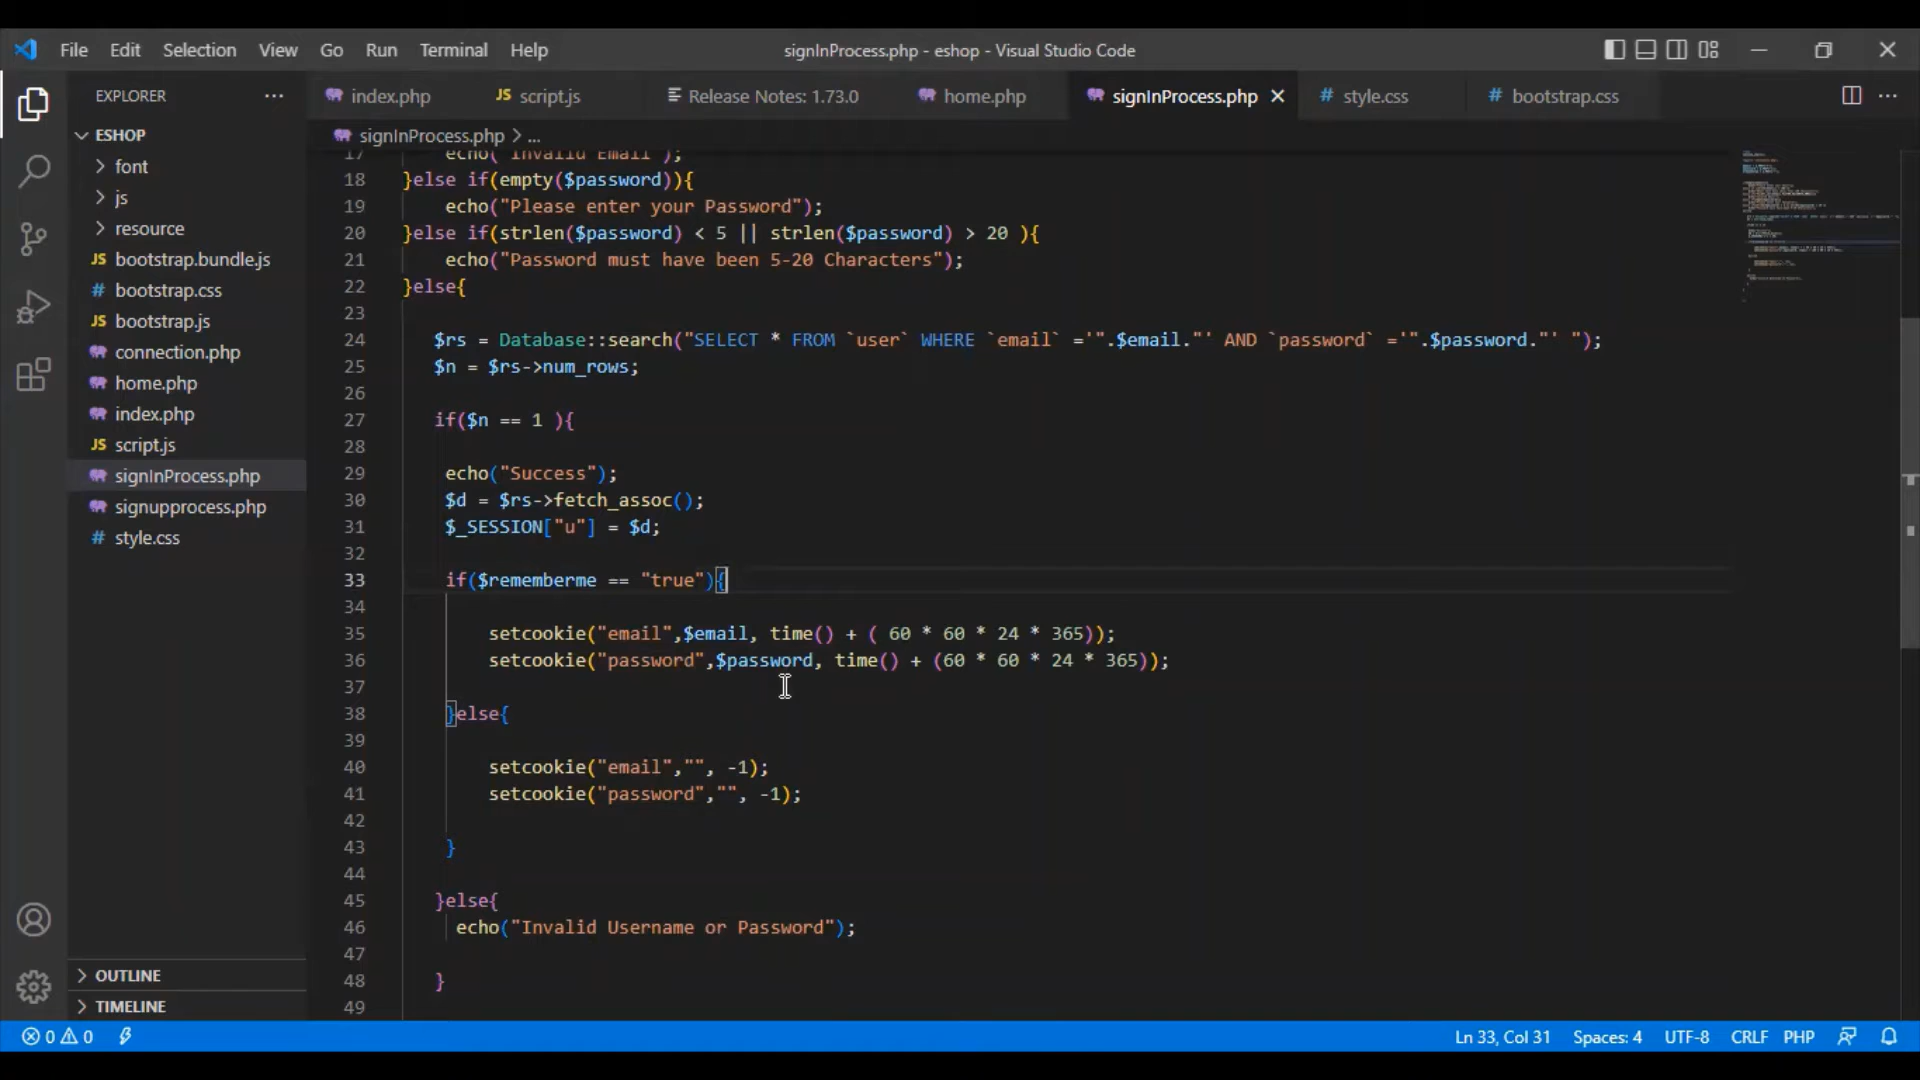 File Edit Selection View Go Run Terminal Help signInProcess.php - eshop - Visual Studio Code
EXPLORER ···
index.php JS script.js Release Notes: 1.73.0 home.php signInProcess.php # style.css # bootstrap.css ···
ESHOP
font
js
resource
JS bootstrap.bundle.js
# bootstrap.css
JS bootstrap.js
connection.php
home.php
index.php
JS script.js
signInProcess.php
signupprocess.php
# style.css
OUTLINE
TIMELINE
signInProcess.php > ...
17 echo("Invalid Email");
18 }else if(empty($password)){
19 echo("Please enter your Password");
20 }else if(strlen($password) < 5 || strlen($password) > 20 ){
21 echo("Password must have been 5-20 Characters");
22 }else{
23
24 $rs = Database::search("SELECT * FROM `user` WHERE `email` ='".$email."' AND `password` ='".$password."' ");
25 $n = $rs->num_rows;
26
27 if($n == 1 ){
28
29 echo("Success");
30 $d = $rs->fetch_assoc();
31 $_SESSION["u"] = $d;
32
33 if($rememberme == "true"){
34
35 setcookie("email",$email, time() + ( 60 * 60 * 24 * 365));
36 setcookie("password",$password, time() + (60 * 60 * 24 * 365));
37
38 }else{
39
40 setcookie("email","", -1);
41 setcookie("password","", -1);
42
43 }
44
45 }else{
46 echo("Invalid Username or Password");
47
48 }
49
0 0 Ln 33, Col 31 Spaces: 4 UTF-8 CRLF PHP